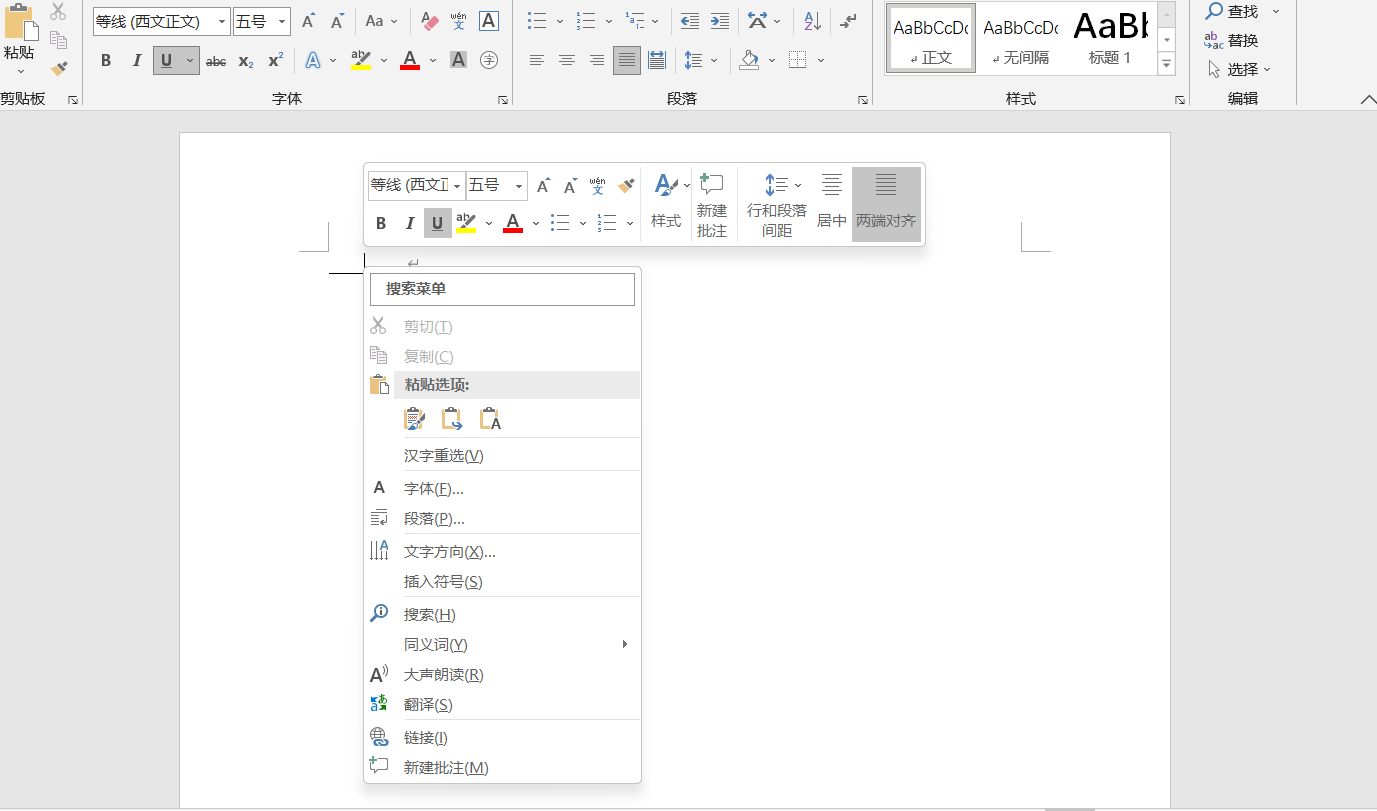 等线 (西文正文) 五号 A A Aa wén 文 A
AaBbCcDc AaBbCcDc AaBb
查找
粘贴
B I U abc x₂ x² A ab A A 字
正文 无间隔 标题 1
替换
选择
剪贴板 字体 段落 样式 编辑
等线 (西文正 五号 A A wén 文
B I U ab A
样式
新建
批注
行和段落
间距
居中
两端对齐
搜索菜单
剪切(T)
复制(C)
粘贴选项:
汉字重选(V)
字体(F)...
段落(P)...
文字方向(X)...
插入符号(S)
搜索(H)
同义词(Y)
大声朗读(R)
翻译(S)
链接(I)
新建批注(M)